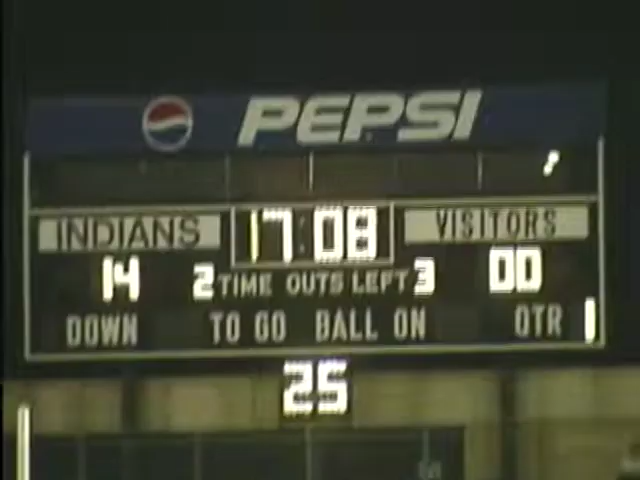 PEPSI
INDIANS 17:08 VISITORS
14 2 TIME OUTS LEFT 3 00
DOWN TO GO BALL ON QTR 1
25